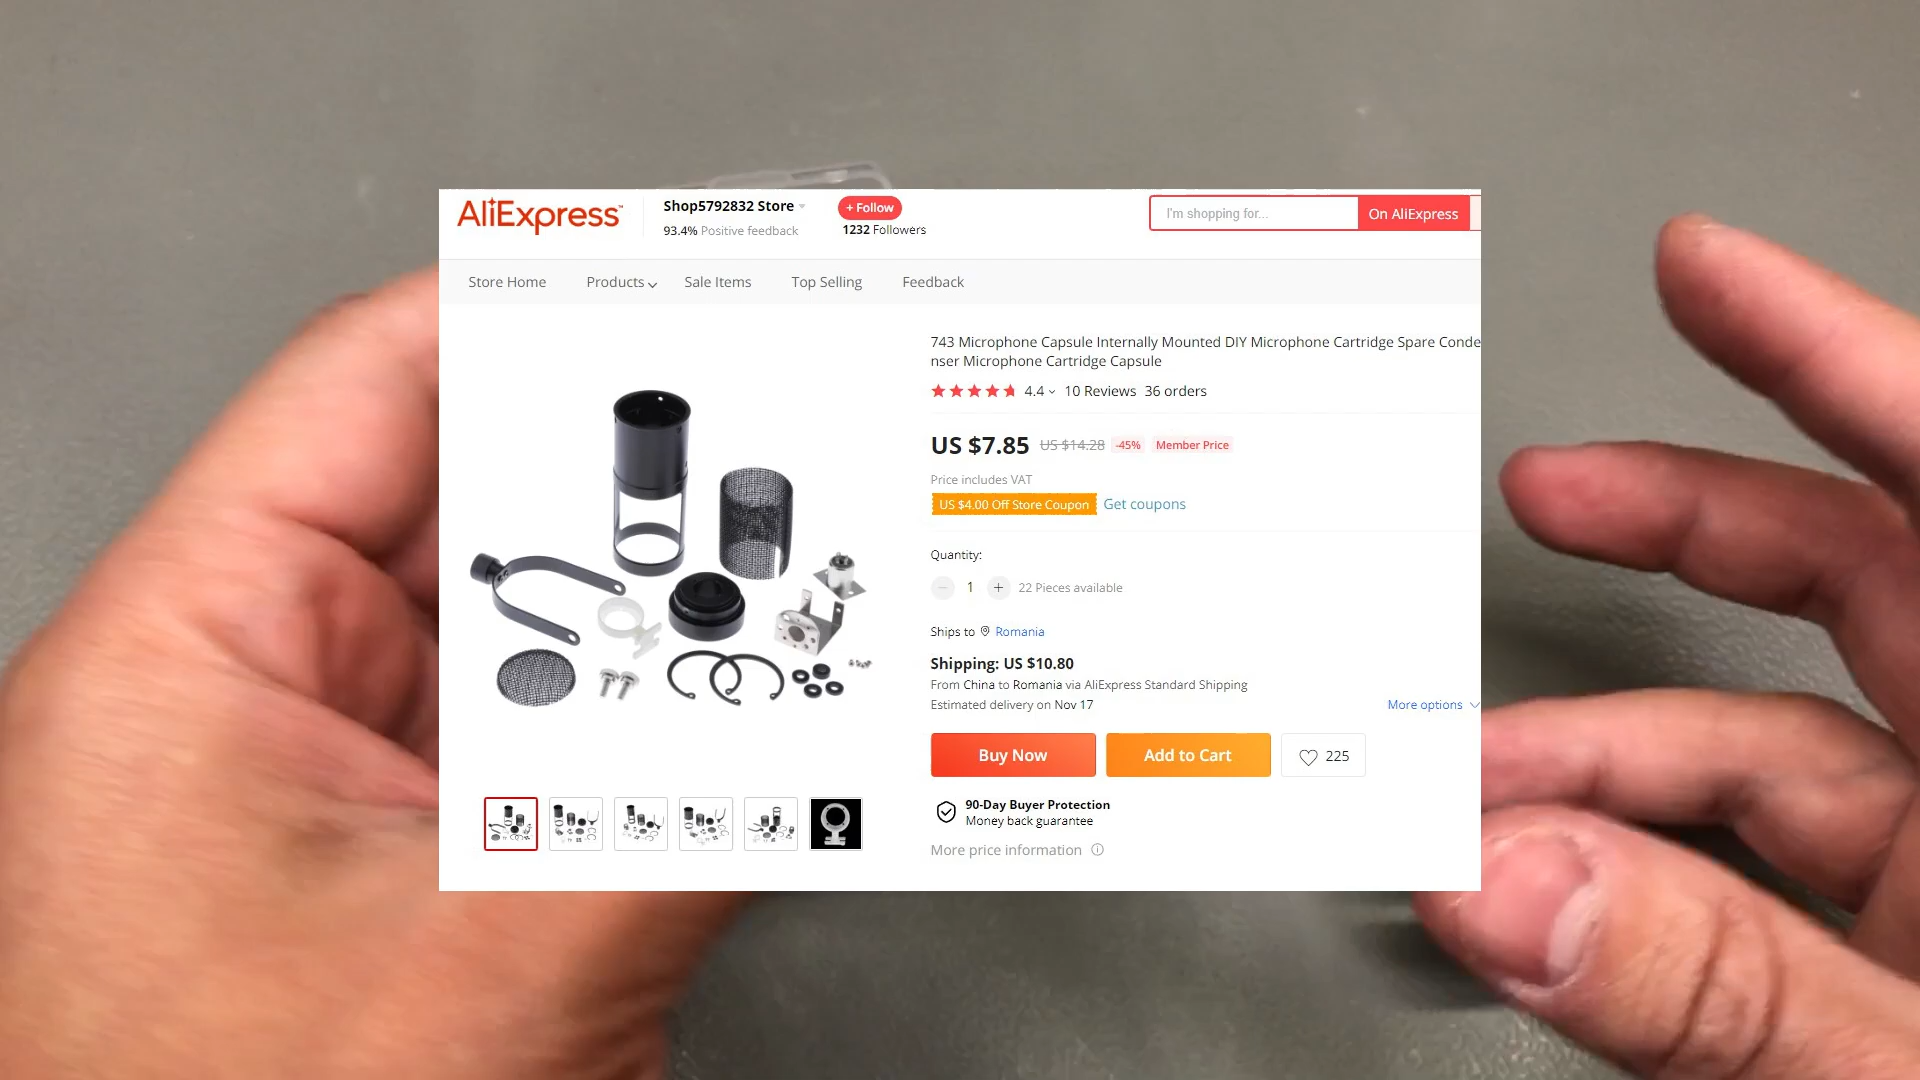 AliExpress™
Shop5792832 Store
93.4% Positive feedback
+ Follow
1232 Followers
I'm shopping for...
On AliExpress
Store Home
Products
Sale Items
Top Selling
Feedback
743 Microphone Capsule Internally Mounted DIY Microphone Cartridge Spare Conde
nser Microphone Cartridge Capsule
4.4
10 Reviews
36 orders
US $7.85
US $14.28
-45%
Member Price
Price includes VAT
US $4.00 Off Store Coupon
Get coupons
Quantity:
1
22 Pieces available
Ships to
Romania
Shipping: US $10.80
From China to Romania via AliExpress Standard Shipping
Estimated delivery on Nov 17
More options
Buy Now
Add to Cart
225
90-Day Buyer Protection
Money back guarantee
More price information